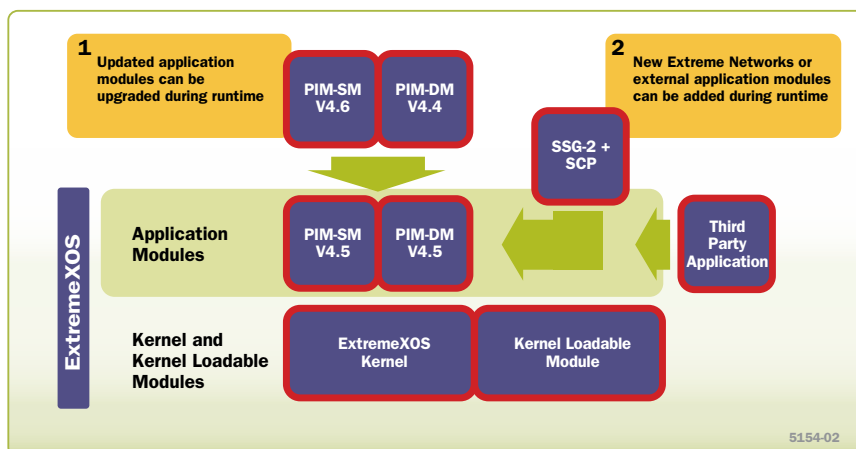 1
Updated application
modules can be
upgraded during runtime
PIM-SM
V4.6
PIM-DM
V4.4
2
New Extreme Networks or
external application modules
can be added during runtime
SSG-2 +
SCP
ExtremeXOS
Application
Modules
PIM-SM
V4.5
PIM-DM
V4.5
Third
Party
Application
Kernel and
Kernel Loadable
Modules
ExtremeXOS
Kernel
Kernel Loadable
Module
5154-02